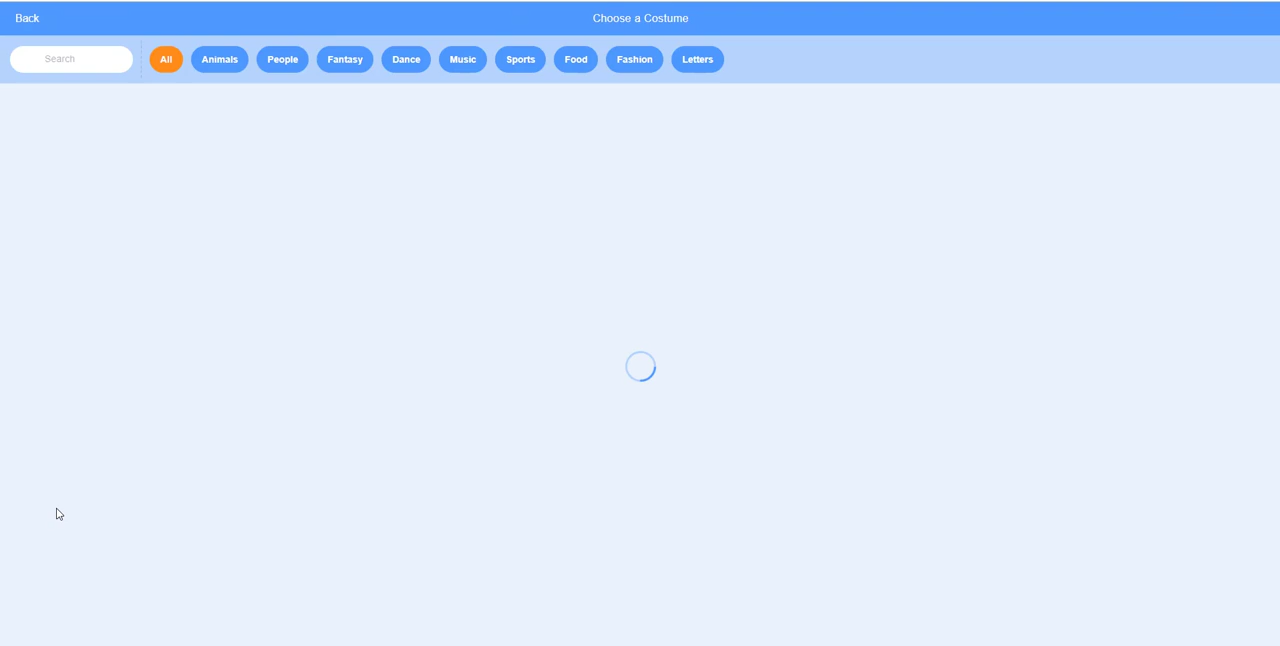 Back
Choose a Costume
Search
All
Animals
People
Fantasy
Dance
Music
Sports
Food
Fashion
Letters